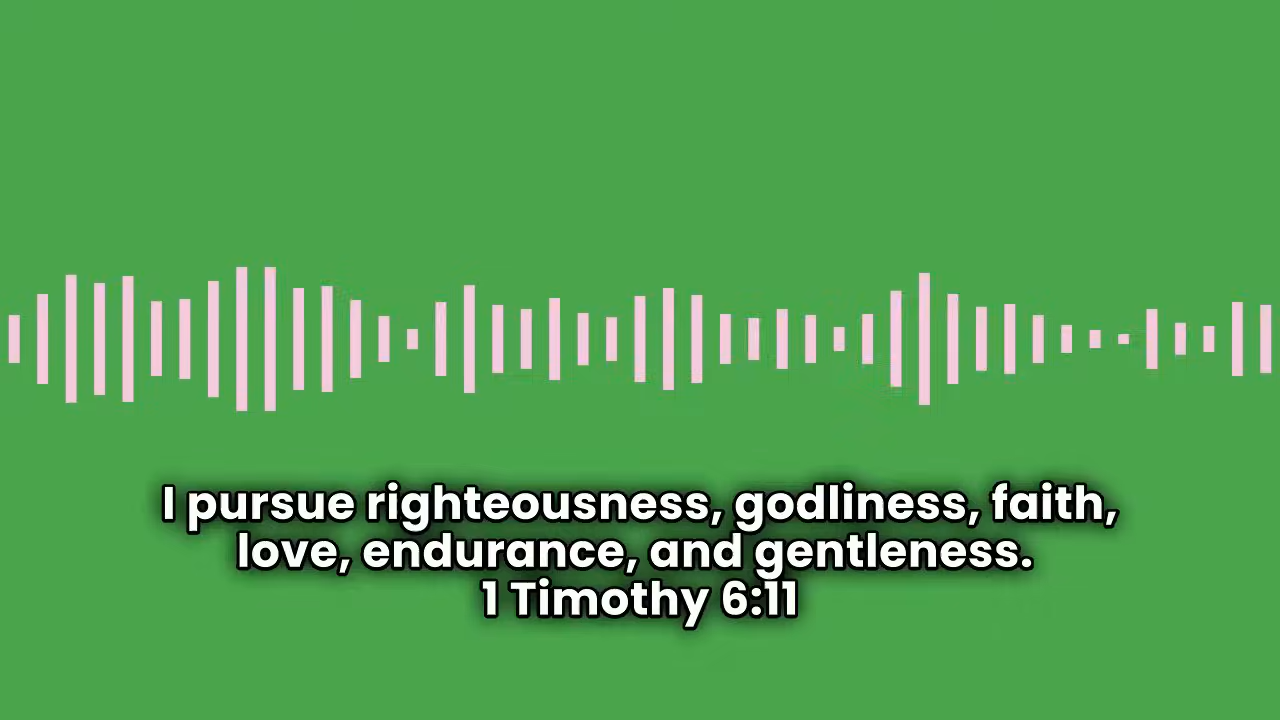 I pursue righteousness, godliness, faith,
love, endurance, and gentleness.
1 Timothy 6:11